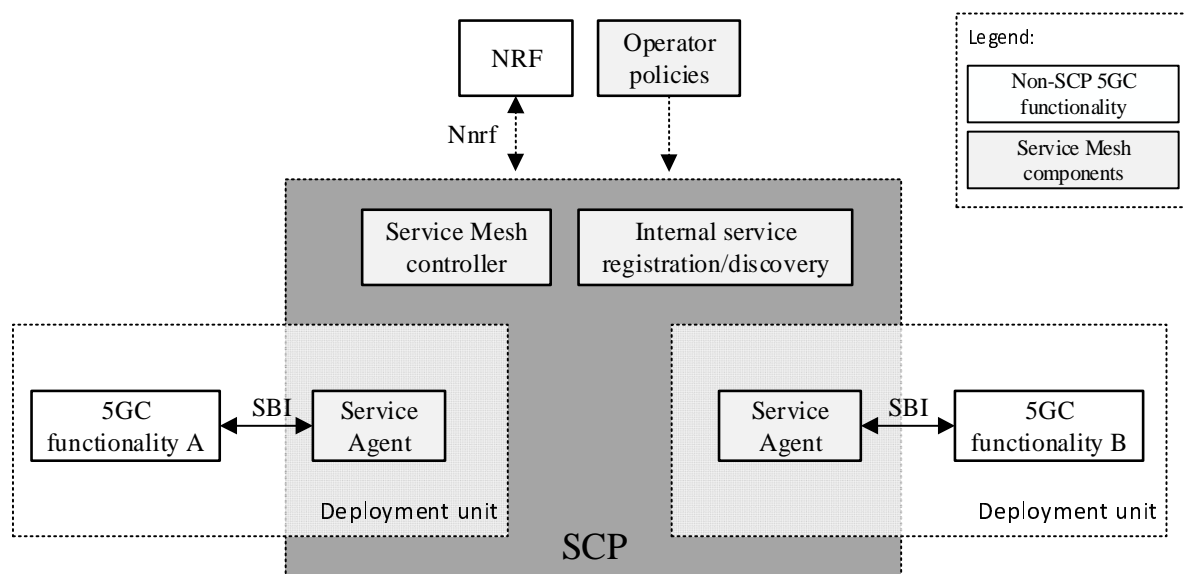 NRF
Operator
policies
Legend:
Non-SCP 5GC
functionality
Service Mesh
components
Nnrf
Service Mesh
controller
Internal service
registration/discovery
5GC
functionality A
SBI
Service
Agent
Deployment unit
Service
Agent
SBI
5GC
functionality B
Deployment unit
SCP